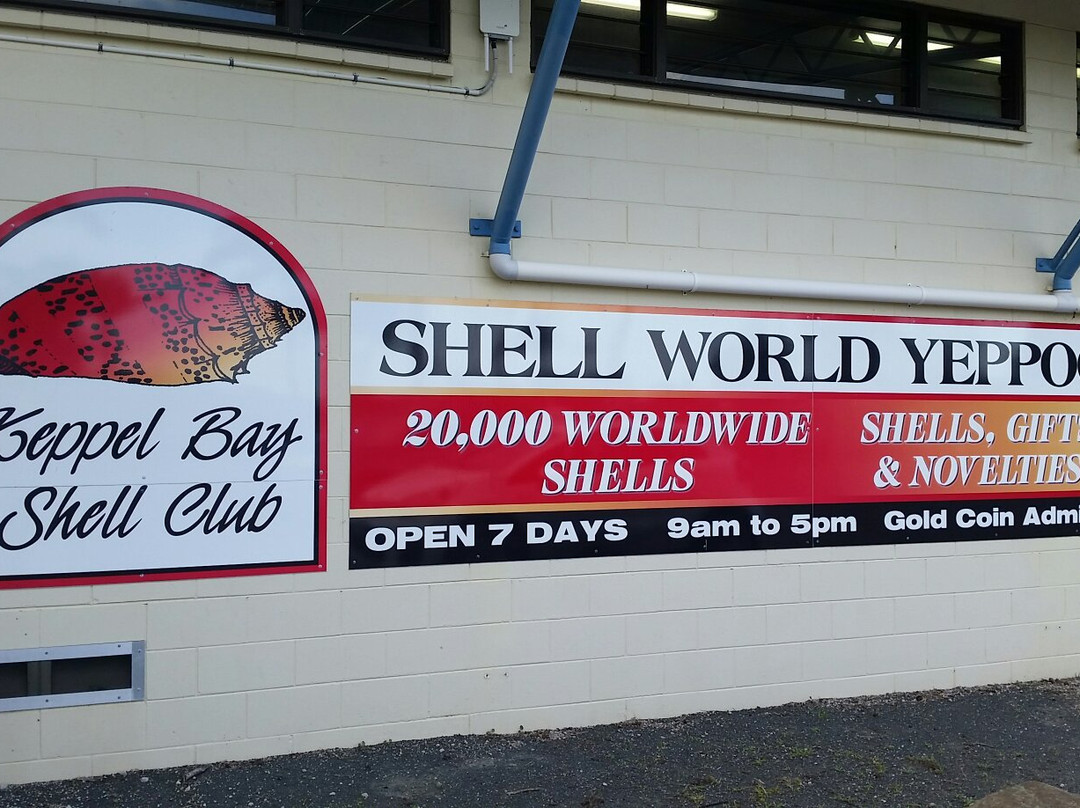 Keppel Bay
Shell Club
SHELL WORLD YEPPOO
20,000 WORLDWIDE
SHELLS
SHELLS, GIFT
& NOVELTIES
OPEN 7 DAYS 9am to 5pm Gold Coin Admi